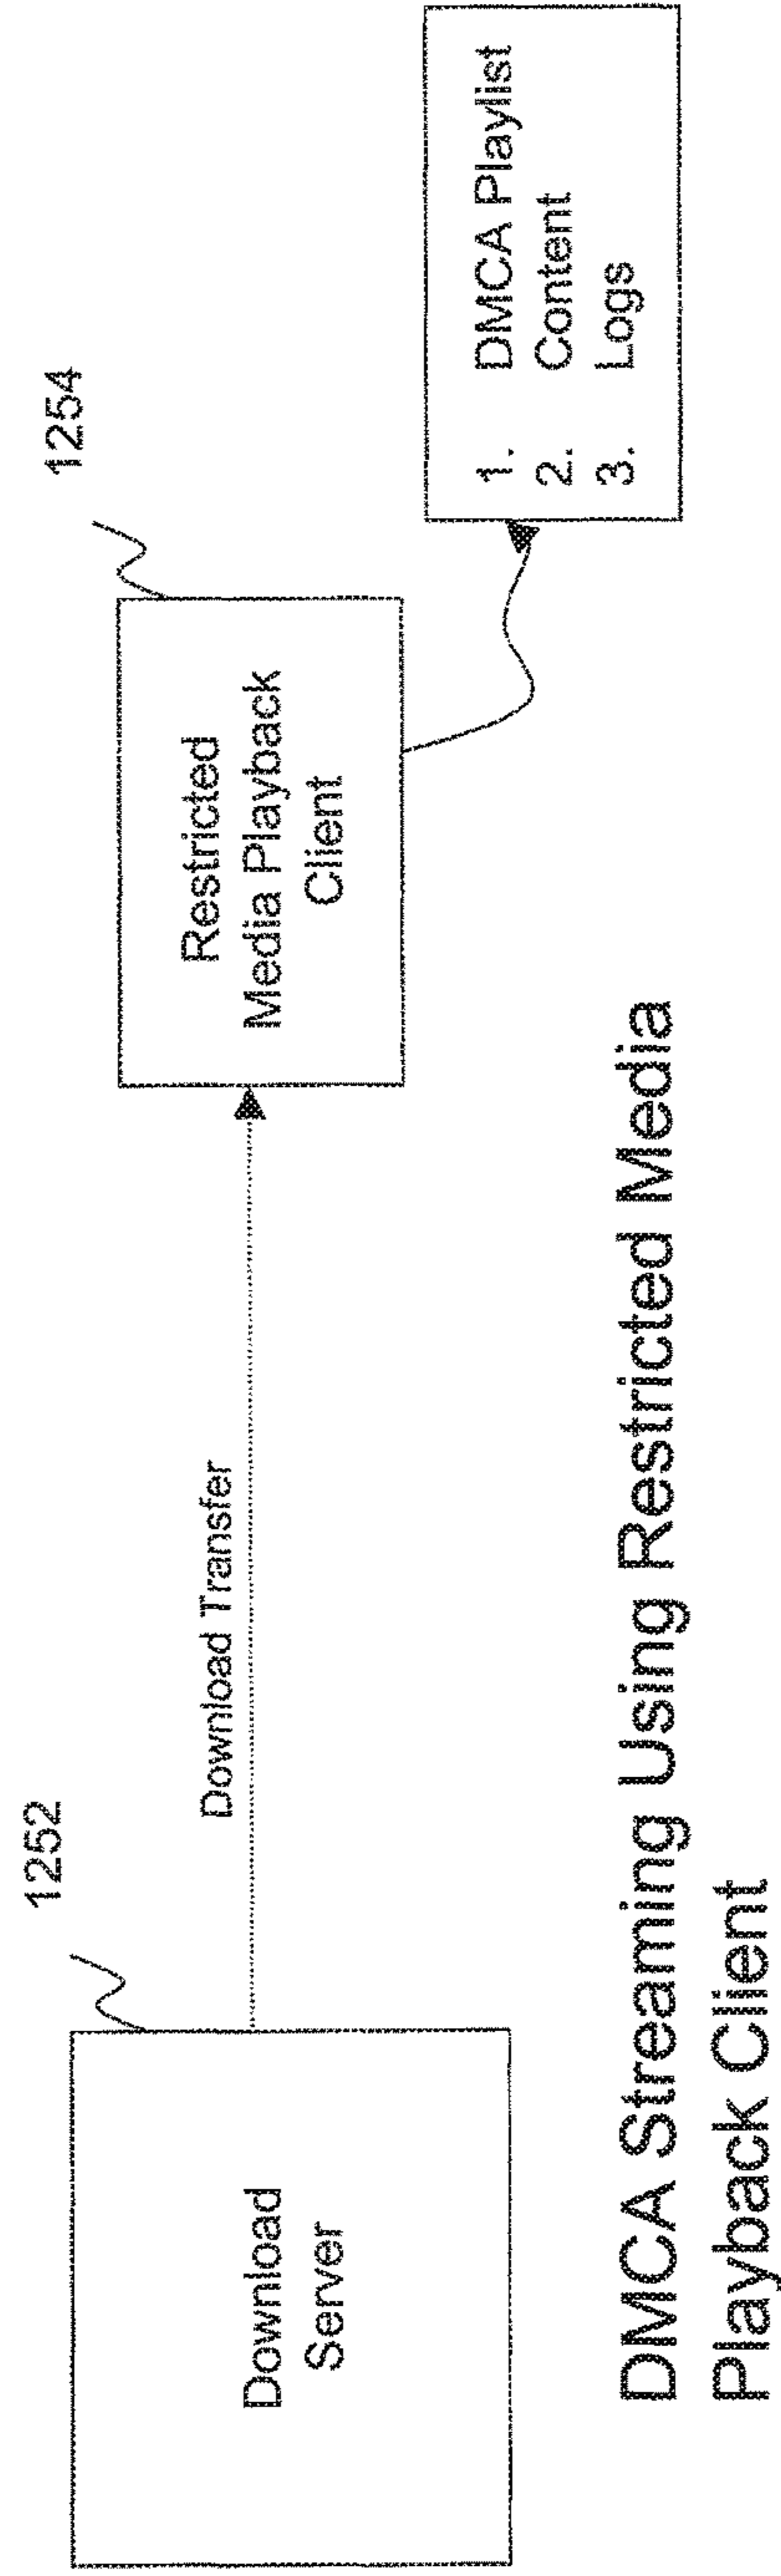 1252
Download
Server
Download Transfer
1254
Restricted
Media Playback
Client
1. DMCA Playlist
2. Content
3. Logs
DMCA Streaming Using Restricted Media
Playback Client